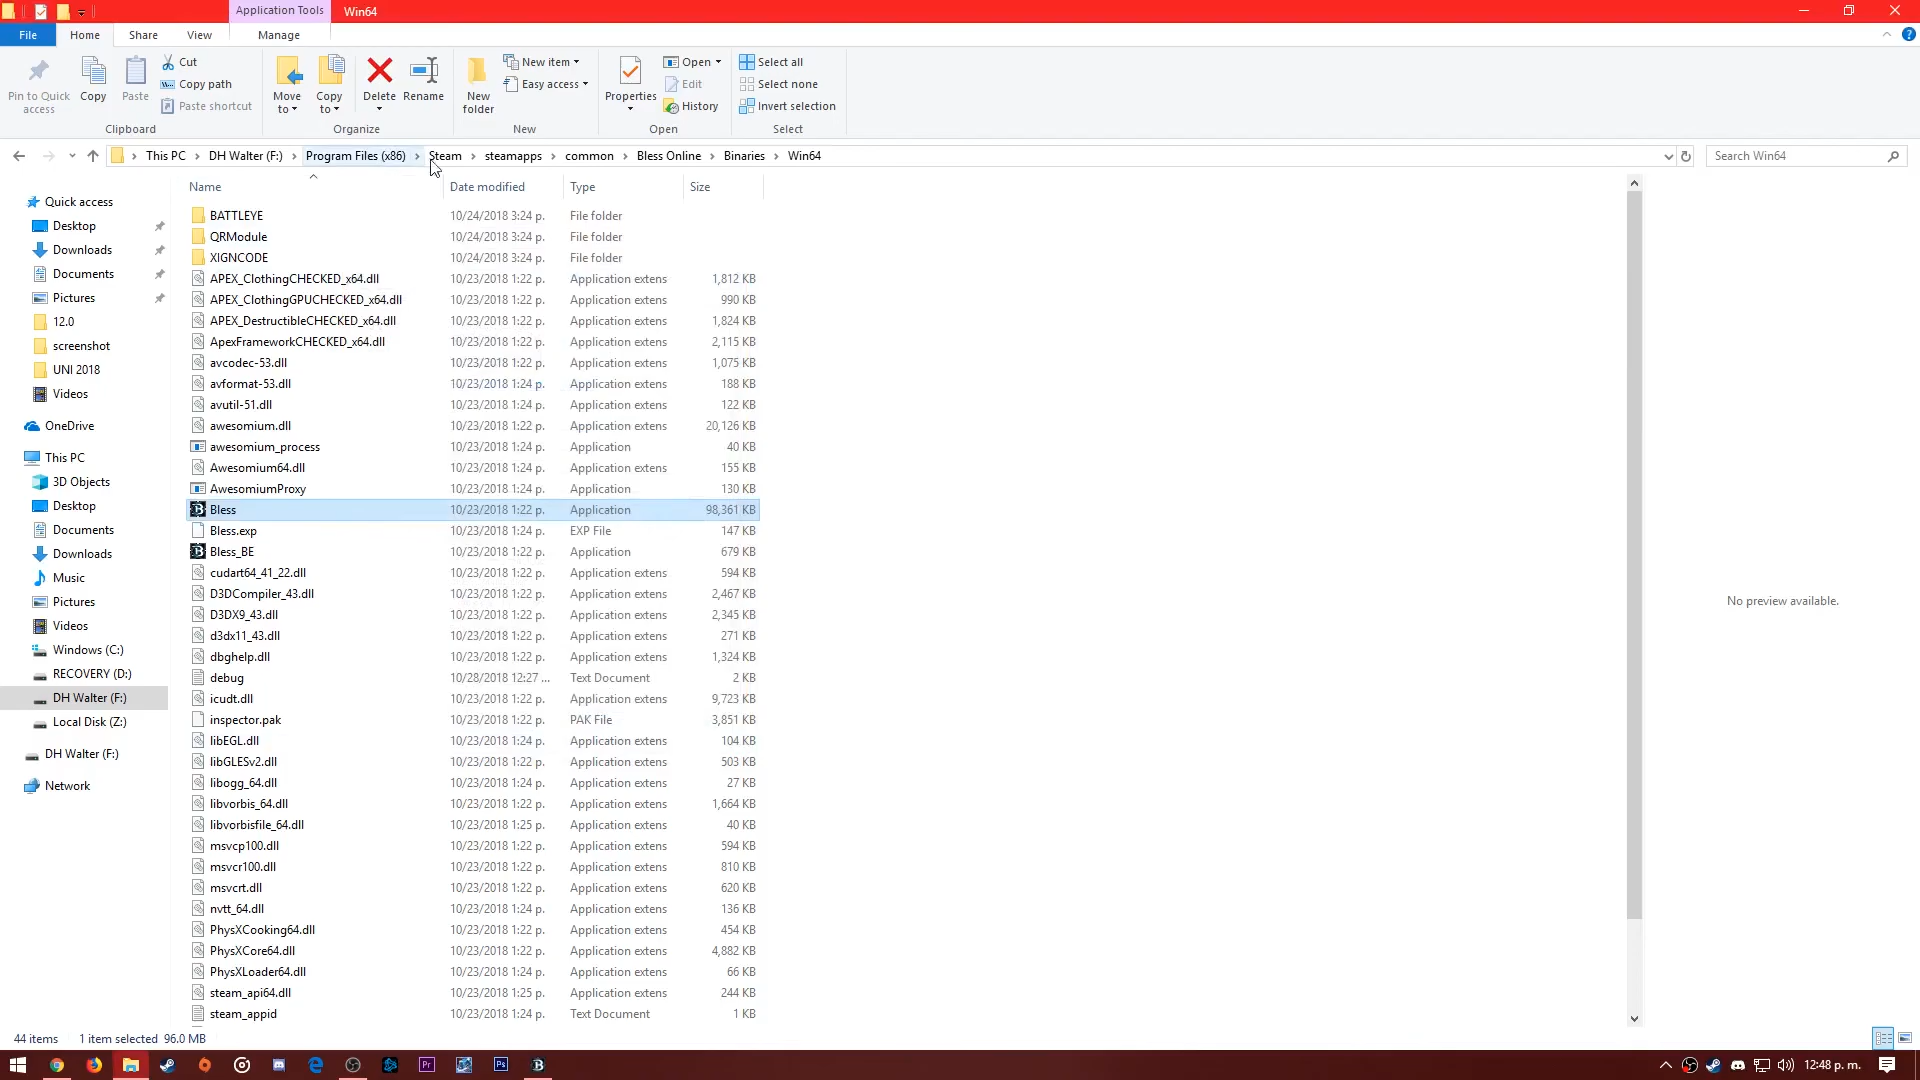 Application Tools
Win64
File
Home
Share
View
Manage
Pin to Quick access
Copy
Paste
Cut
Copy path
Paste shortcut
Clipboard
Move to
Copy to
Delete
Rename
Organize
New folder
New item
Easy access
New
Properties
Open
Edit
History
Open
Select all
Select none
Invert selection
Select
This PC > DH Walter (F:) > Program Files (x86) > Steam > steamapps > common > Bless Online > Binaries > Win64
Search Win64
Name Date modified Type Size
Quick access
Desktop
Downloads
Documents
Pictures
12.0
screenshot
UNI 2018
Videos
OneDrive
This PC
3D Objects
Desktop
Documents
Downloads
Music
Pictures
Videos
Windows (C:)
RECOVERY (D:)
DH Walter (F:)
Local Disk (Z:)
DH Walter (F:)
Network
BATTLEYE 10/24/2018 3:24 p. File folder
QRModule 10/24/2018 3:24 p. File folder
XIGNCODE 10/24/2018 3:24 p. File folder
APEX_ClothingCHECKED_x64.dll 10/23/2018 1:22 p. Application extens 1,812 KB
APEX_ClothingGPUCHECKED_x64.dll 10/23/2018 1:22 p. Application extens 990 KB
APEX_DestructibleCHECKED_x64.dll 10/23/2018 1:22 p. Application extens 1,824 KB
ApexFrameworkCHECKED_x64.dll 10/23/2018 1:22 p. Application extens 2,115 KB
avcodec-53.dll 10/23/2018 1:22 p. Application extens 1,075 KB
avformat-53.dll 10/23/2018 1:24 p. Application extens 188 KB
avutil-51.dll 10/23/2018 1:24 p. Application extens 122 KB
awesomium.dll 10/23/2018 1:22 p. Application extens 20,126 KB
awesomium_process 10/23/2018 1:24 p. Application 40 KB
Awesomium64.dll 10/23/2018 1:24 p. Application extens 155 KB
AwesomiumProxy 10/23/2018 1:24 p. Application 130 KB
Bless 10/23/2018 1:22 p. Application 98,361 KB
Bless.exp 10/23/2018 1:24 p. EXP File 147 KB
Bless_BE 10/23/2018 1:22 p. Application 679 KB
cudart64_41_22.dll 10/23/2018 1:22 p. Application extens 594 KB
D3DCompiler_43.dll 10/23/2018 1:22 p. Application extens 2,467 KB
D3DX9_43.dll 10/23/2018 1:22 p. Application extens 2,345 KB
d3dx11_43.dll 10/23/2018 1:22 p. Application extens 271 KB
dbghelp.dll 10/23/2018 1:22 p. Application extens 1,324 KB
debug 10/28/2018 12:27 ... Text Document 2 KB
icudt.dll 10/23/2018 1:22 p. Application extens 9,723 KB
inspector.pak 10/23/2018 1:22 p. PAK File 3,851 KB
libEGL.dll 10/23/2018 1:24 p. Application extens 104 KB
libGLESv2.dll 10/23/2018 1:22 p. Application extens 503 KB
libogg_64.dll 10/23/2018 1:24 p. Application extens 27 KB
libvorbis_64.dll 10/23/2018 1:22 p. Application extens 1,664 KB
libvorbisfile_64.dll 10/23/2018 1:25 p. Application extens 40 KB
msvcp100.dll 10/23/2018 1:22 p. Application extens 594 KB
msvcr100.dll 10/23/2018 1:22 p. Application extens 810 KB
msvcrt.dll 10/23/2018 1:22 p. Application extens 620 KB
nvtt_64.dll 10/23/2018 1:24 p. Application extens 136 KB
PhysXCooking64.dll 10/23/2018 1:22 p. Application extens 454 KB
PhysXCore64.dll 10/23/2018 1:22 p. Application extens 4,882 KB
PhysXLoader64.dll 10/23/2018 1:24 p. Application extens 66 KB
steam_api64.dll 10/23/2018 1:25 p. Application extens 244 KB
steam_appid 10/23/2018 1:24 p. Text Document 1 KB
No preview available.
44 items 1 item selected 96.0 MB
12:48 p. m.